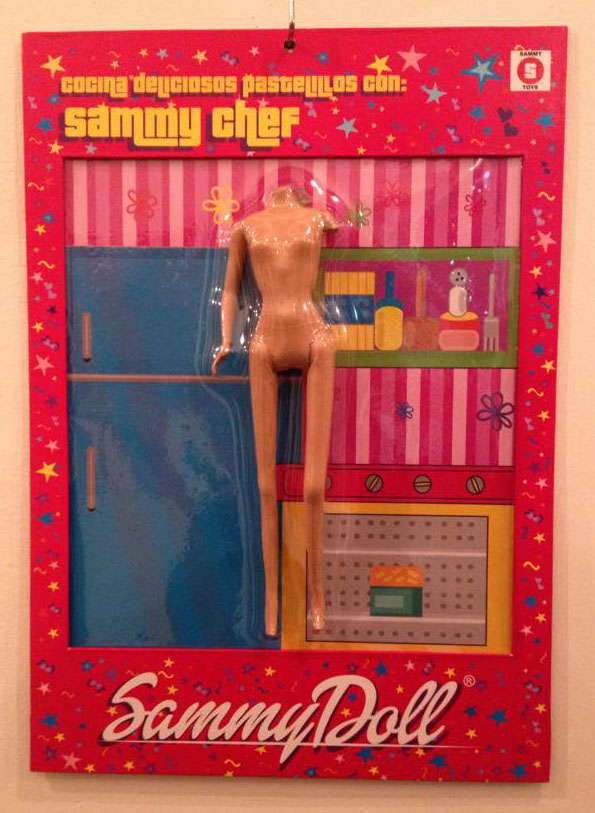 SAMMY
S
TOYS
cocina deliciosos pastelillos con:
sammy chef
SammyDoll®